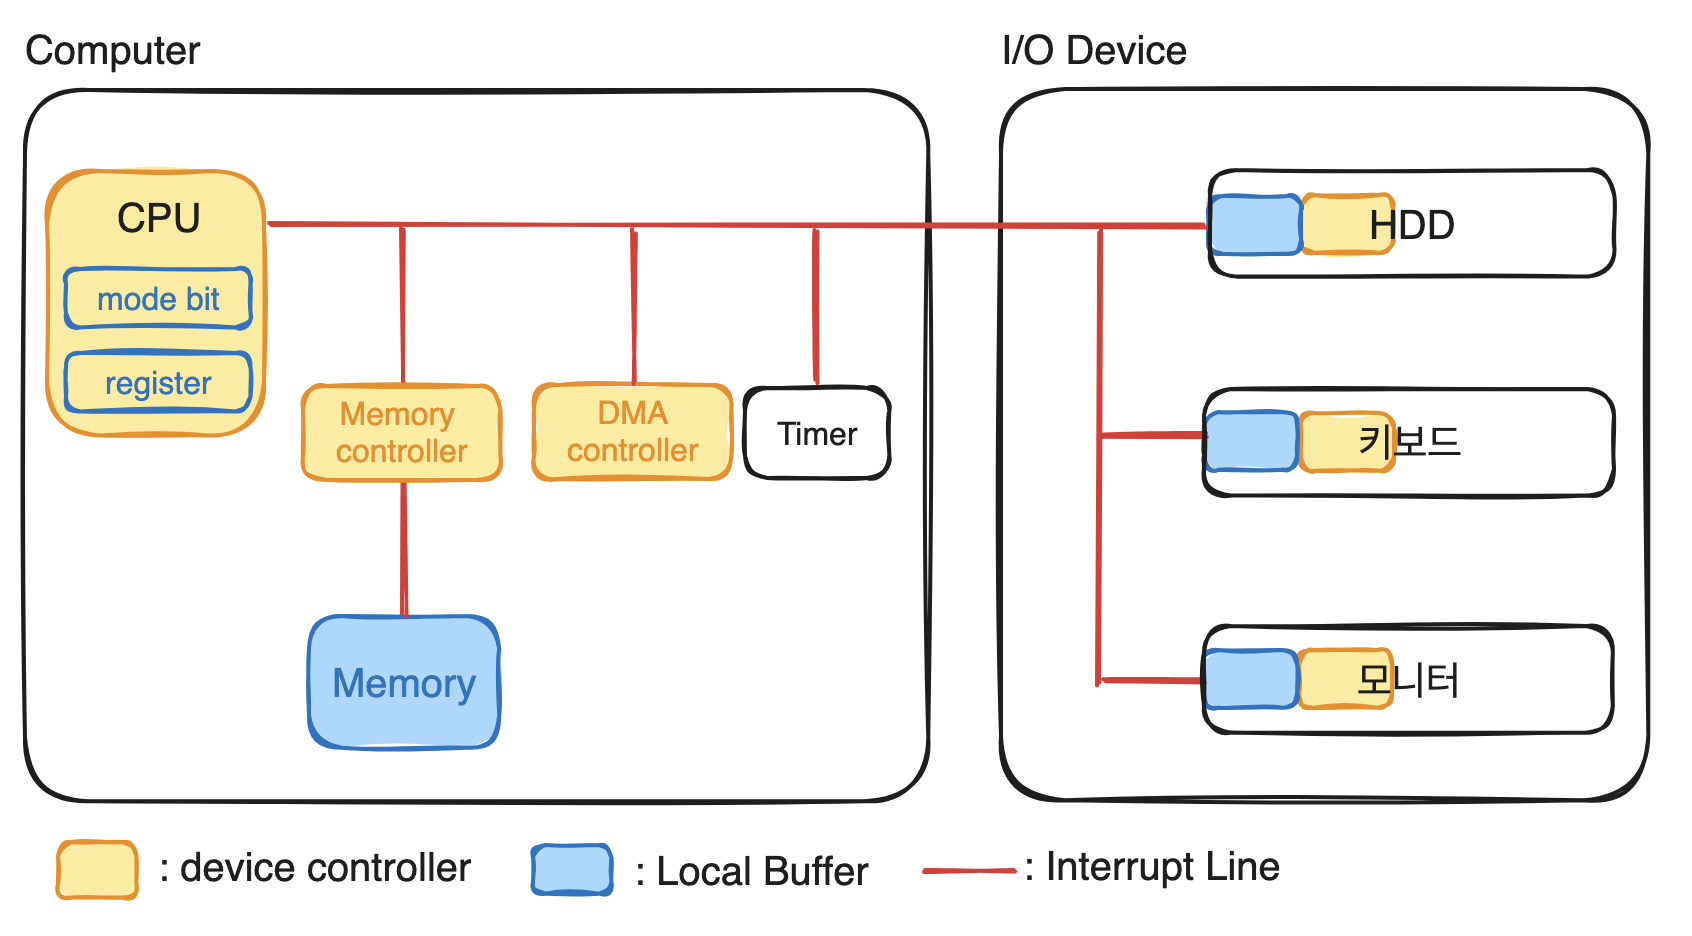 Computer
I/O Device
CPU
mode bit
register
Memory
controller
DMA
controller
Timer
Memory
HDD
키보드
모니터
: device controller
: Local Buffer
: Interrupt Line